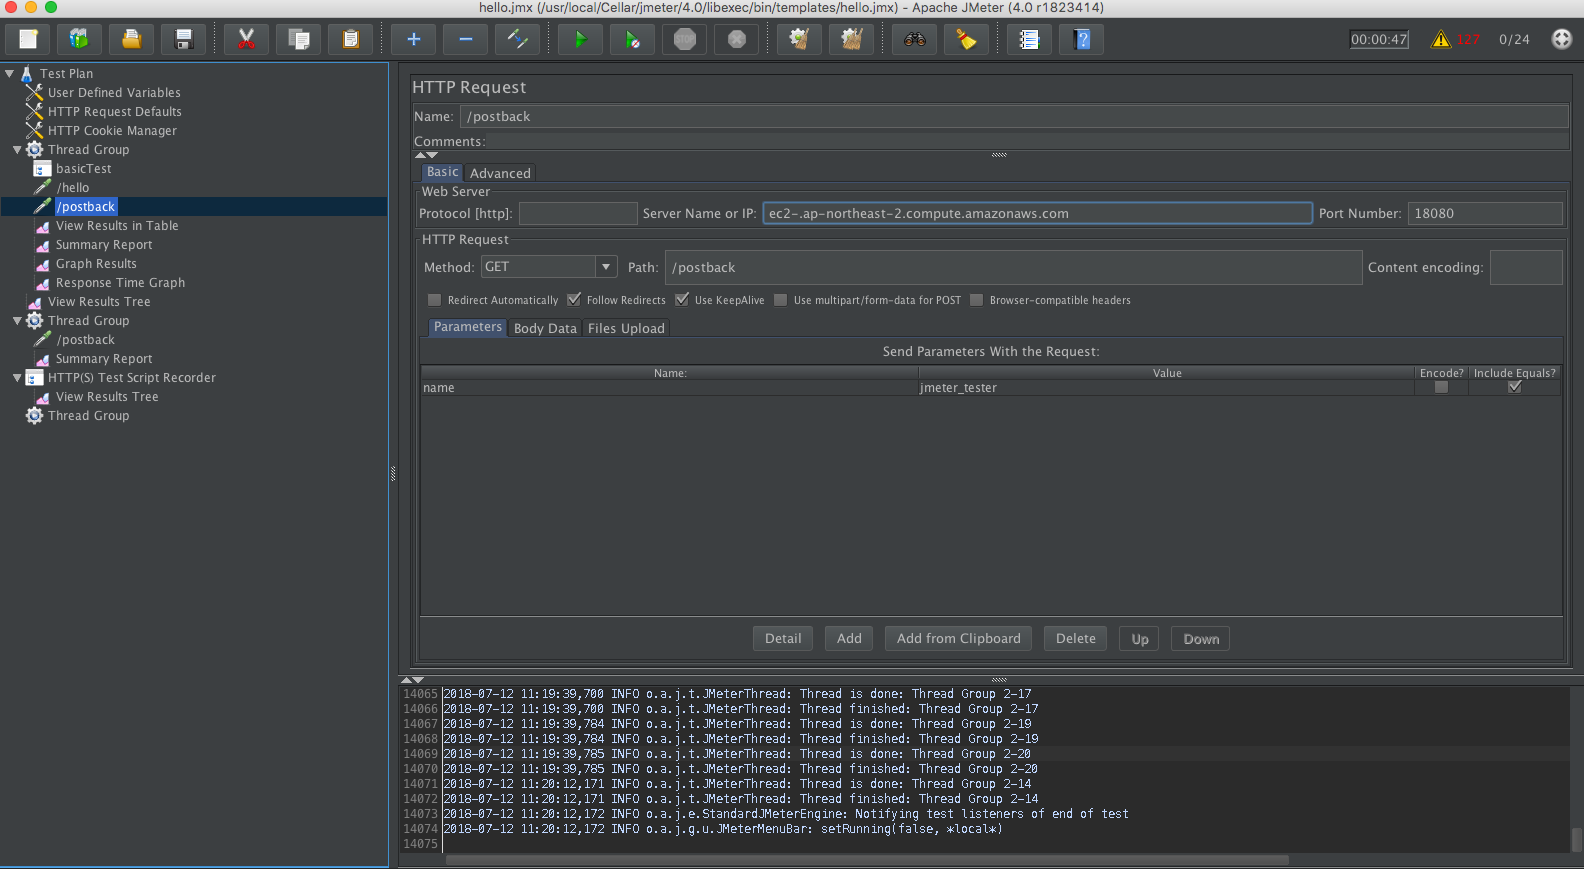 hello.jmx (/usr/local/Cellar/jmeter/4.0/libexec/bin/templates/hello.jmx) - Apache JMeter (4.0 r1823414)
00:00:47 127 0/24
Test Plan
User Defined Variables
HTTP Request Defaults
HTTP Cookie Manager
Thread Group
basicTest
/hello
/postback
View Results in Table
Summary Report
Graph Results
Response Time Graph
View Results Tree
Thread Group
/postback
Summary Report
HTTP(S) Test Script Recorder
View Results Tree
Thread Group
HTTP Request
Name: /postback
Comments:
Basic Advanced
Web Server
Protocol [http]: Server Name or IP: ec2-.ap-northeast-2.compute.amazonaws.com Port Number: 18080
HTTP Request
Method: GET Path: /postback Content encoding:
Redirect Automatically Follow Redirects Use KeepAlive Use multipart/form-data for POST Browser-compatible headers
Parameters Body Data Files Upload
Send Parameters With the Request:
Name: Value Encode? Include Equals?
name jmeter_tester
Detail Add Add from Clipboard Delete Up Down
14065 2018-07-12 11:19:39,700 INFO o.a.j.t.JMeterThread: Thread is done: Thread Group 2-17
14066 2018-07-12 11:19:39,700 INFO o.a.j.t.JMeterThread: Thread finished: Thread Group 2-17
14067 2018-07-12 11:19:39,784 INFO o.a.j.t.JMeterThread: Thread is done: Thread Group 2-19
14068 2018-07-12 11:19:39,784 INFO o.a.j.t.JMeterThread: Thread finished: Thread Group 2-19
14069 2018-07-12 11:19:39,785 INFO o.a.j.t.JMeterThread: Thread is done: Thread Group 2-20
14070 2018-07-12 11:19:39,785 INFO o.a.j.t.JMeterThread: Thread finished: Thread Group 2-20
14071 2018-07-12 11:20:12,171 INFO o.a.j.t.JMeterThread: Thread is done: Thread Group 2-14
14072 2018-07-12 11:20:12,171 INFO o.a.j.t.JMeterThread: Thread finished: Thread Group 2-14
14073 2018-07-12 11:20:12,172 INFO o.a.j.e.StandardJMeterEngine: Notifying test listeners of end of test
14074 2018-07-12 11:20:12,172 INFO o.a.j.g.u.JMeterMenuBar: setRunning(false, *local*)
14075